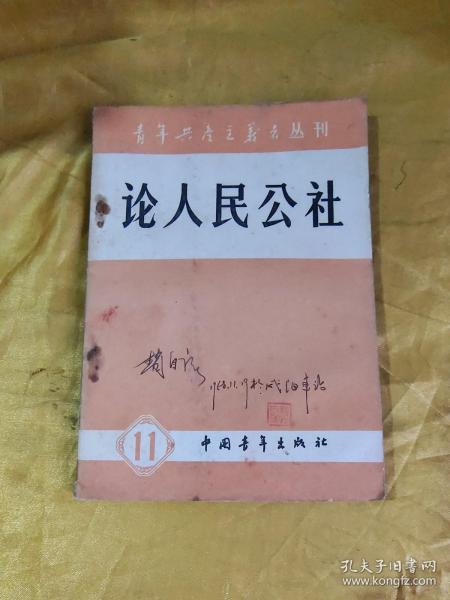 青年共产主义者丛刊
论人民公社
11
中国青年出版社
孔夫子旧书网
www.kongfz.com